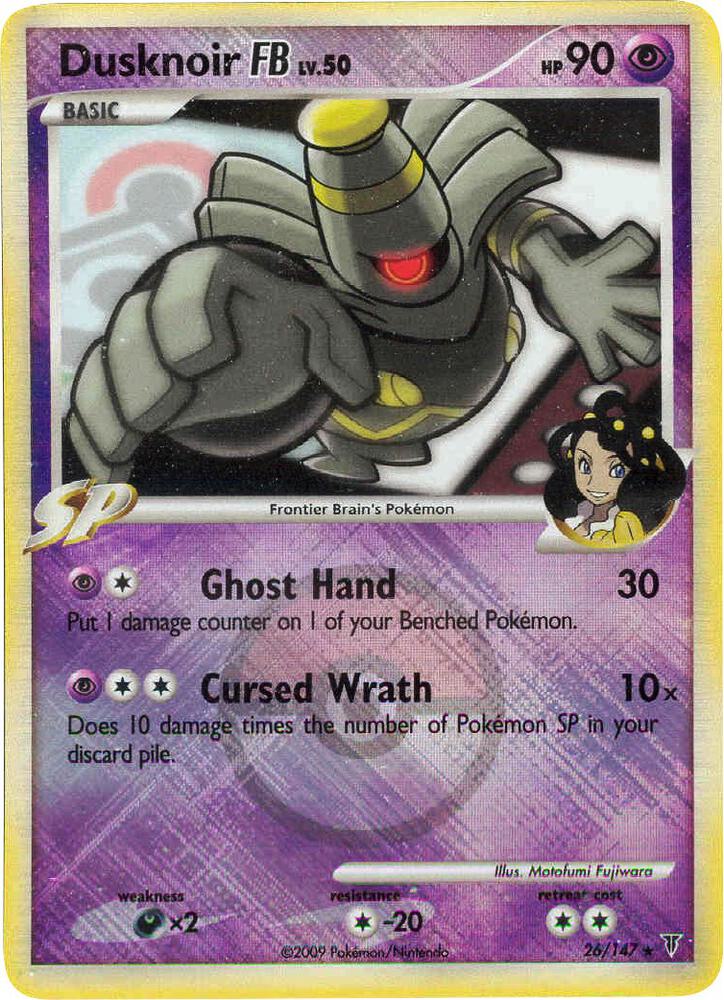 Dusknoir FB LV.50
HP 90
BASIC
SP
Frontier Brain's Pokémon
Ghost Hand 30
Put 1 damage counter on 1 of your Benched Pokémon.
Cursed Wrath 10x
Does 10 damage times the number of Pokémon SP in your
discard pile.
Illus. Motofumi Fujiwara
weakness resistance retreat cost
×2 -20
©2009 Pokémon/Nintendo 26/147 ★